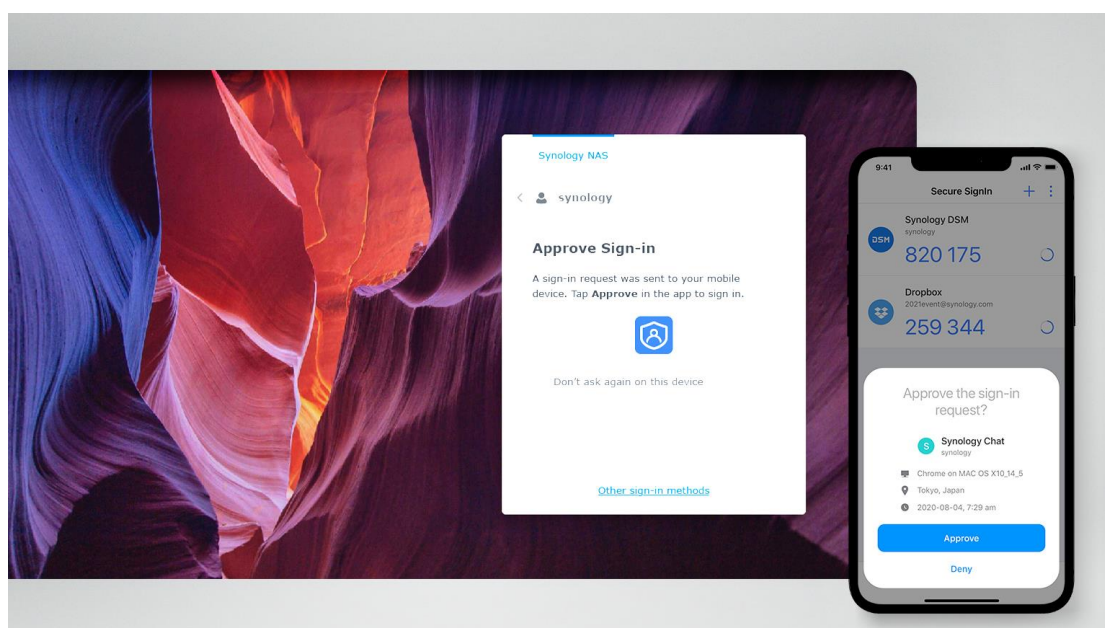 Synology NAS
synology
Approve Sign-in
A sign-in request was sent to your mobile
device. Tap Approve in the app to sign in.
Don't ask again on this device
Other sign-in methods
9:41
Secure SignIn
Synology DSM
synology
DSM
820 175
Dropbox
2021event@synology.com
259 344
Approve the sign-in
request?
S
Synology Chat
synology
Chrome on MAC OS X10_14_5
Tokyo, Japan
2020-08-04, 7:29 am
Approve
Deny